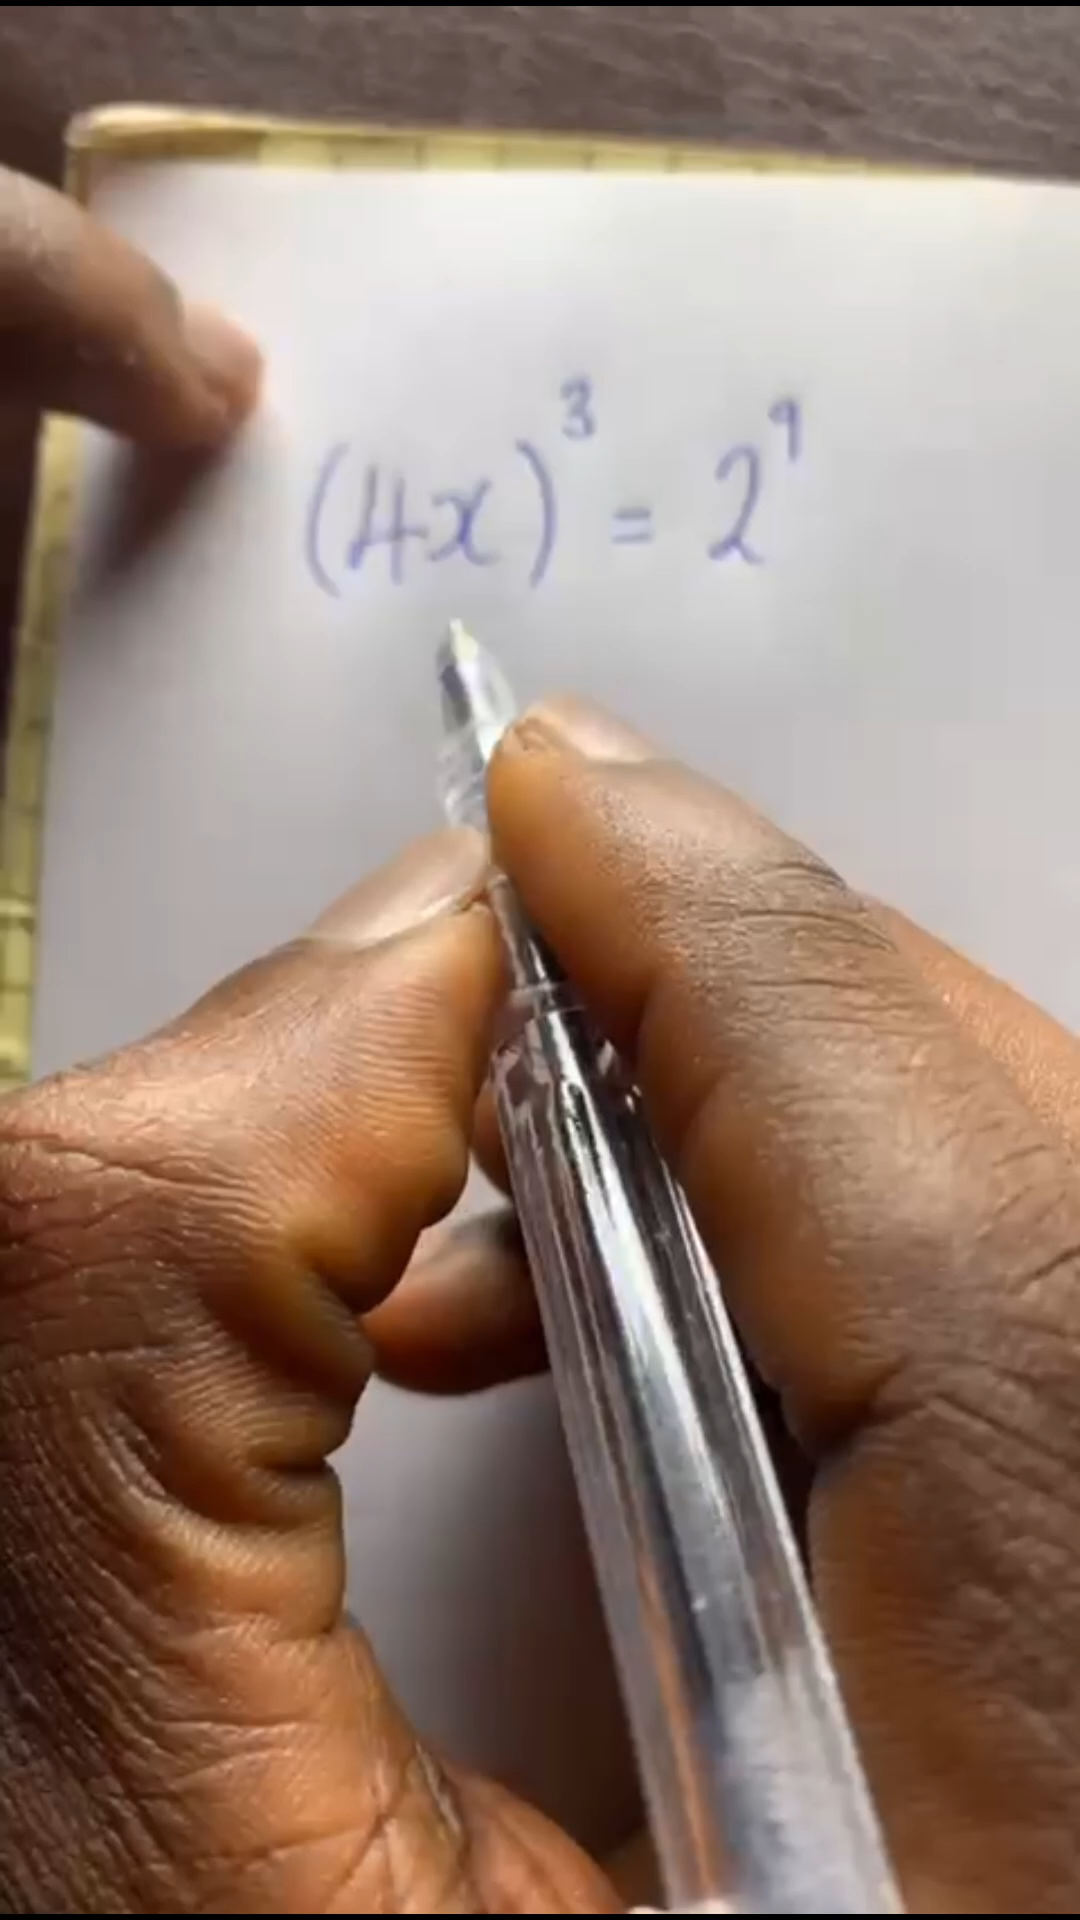 (4x)³ = 2⁹